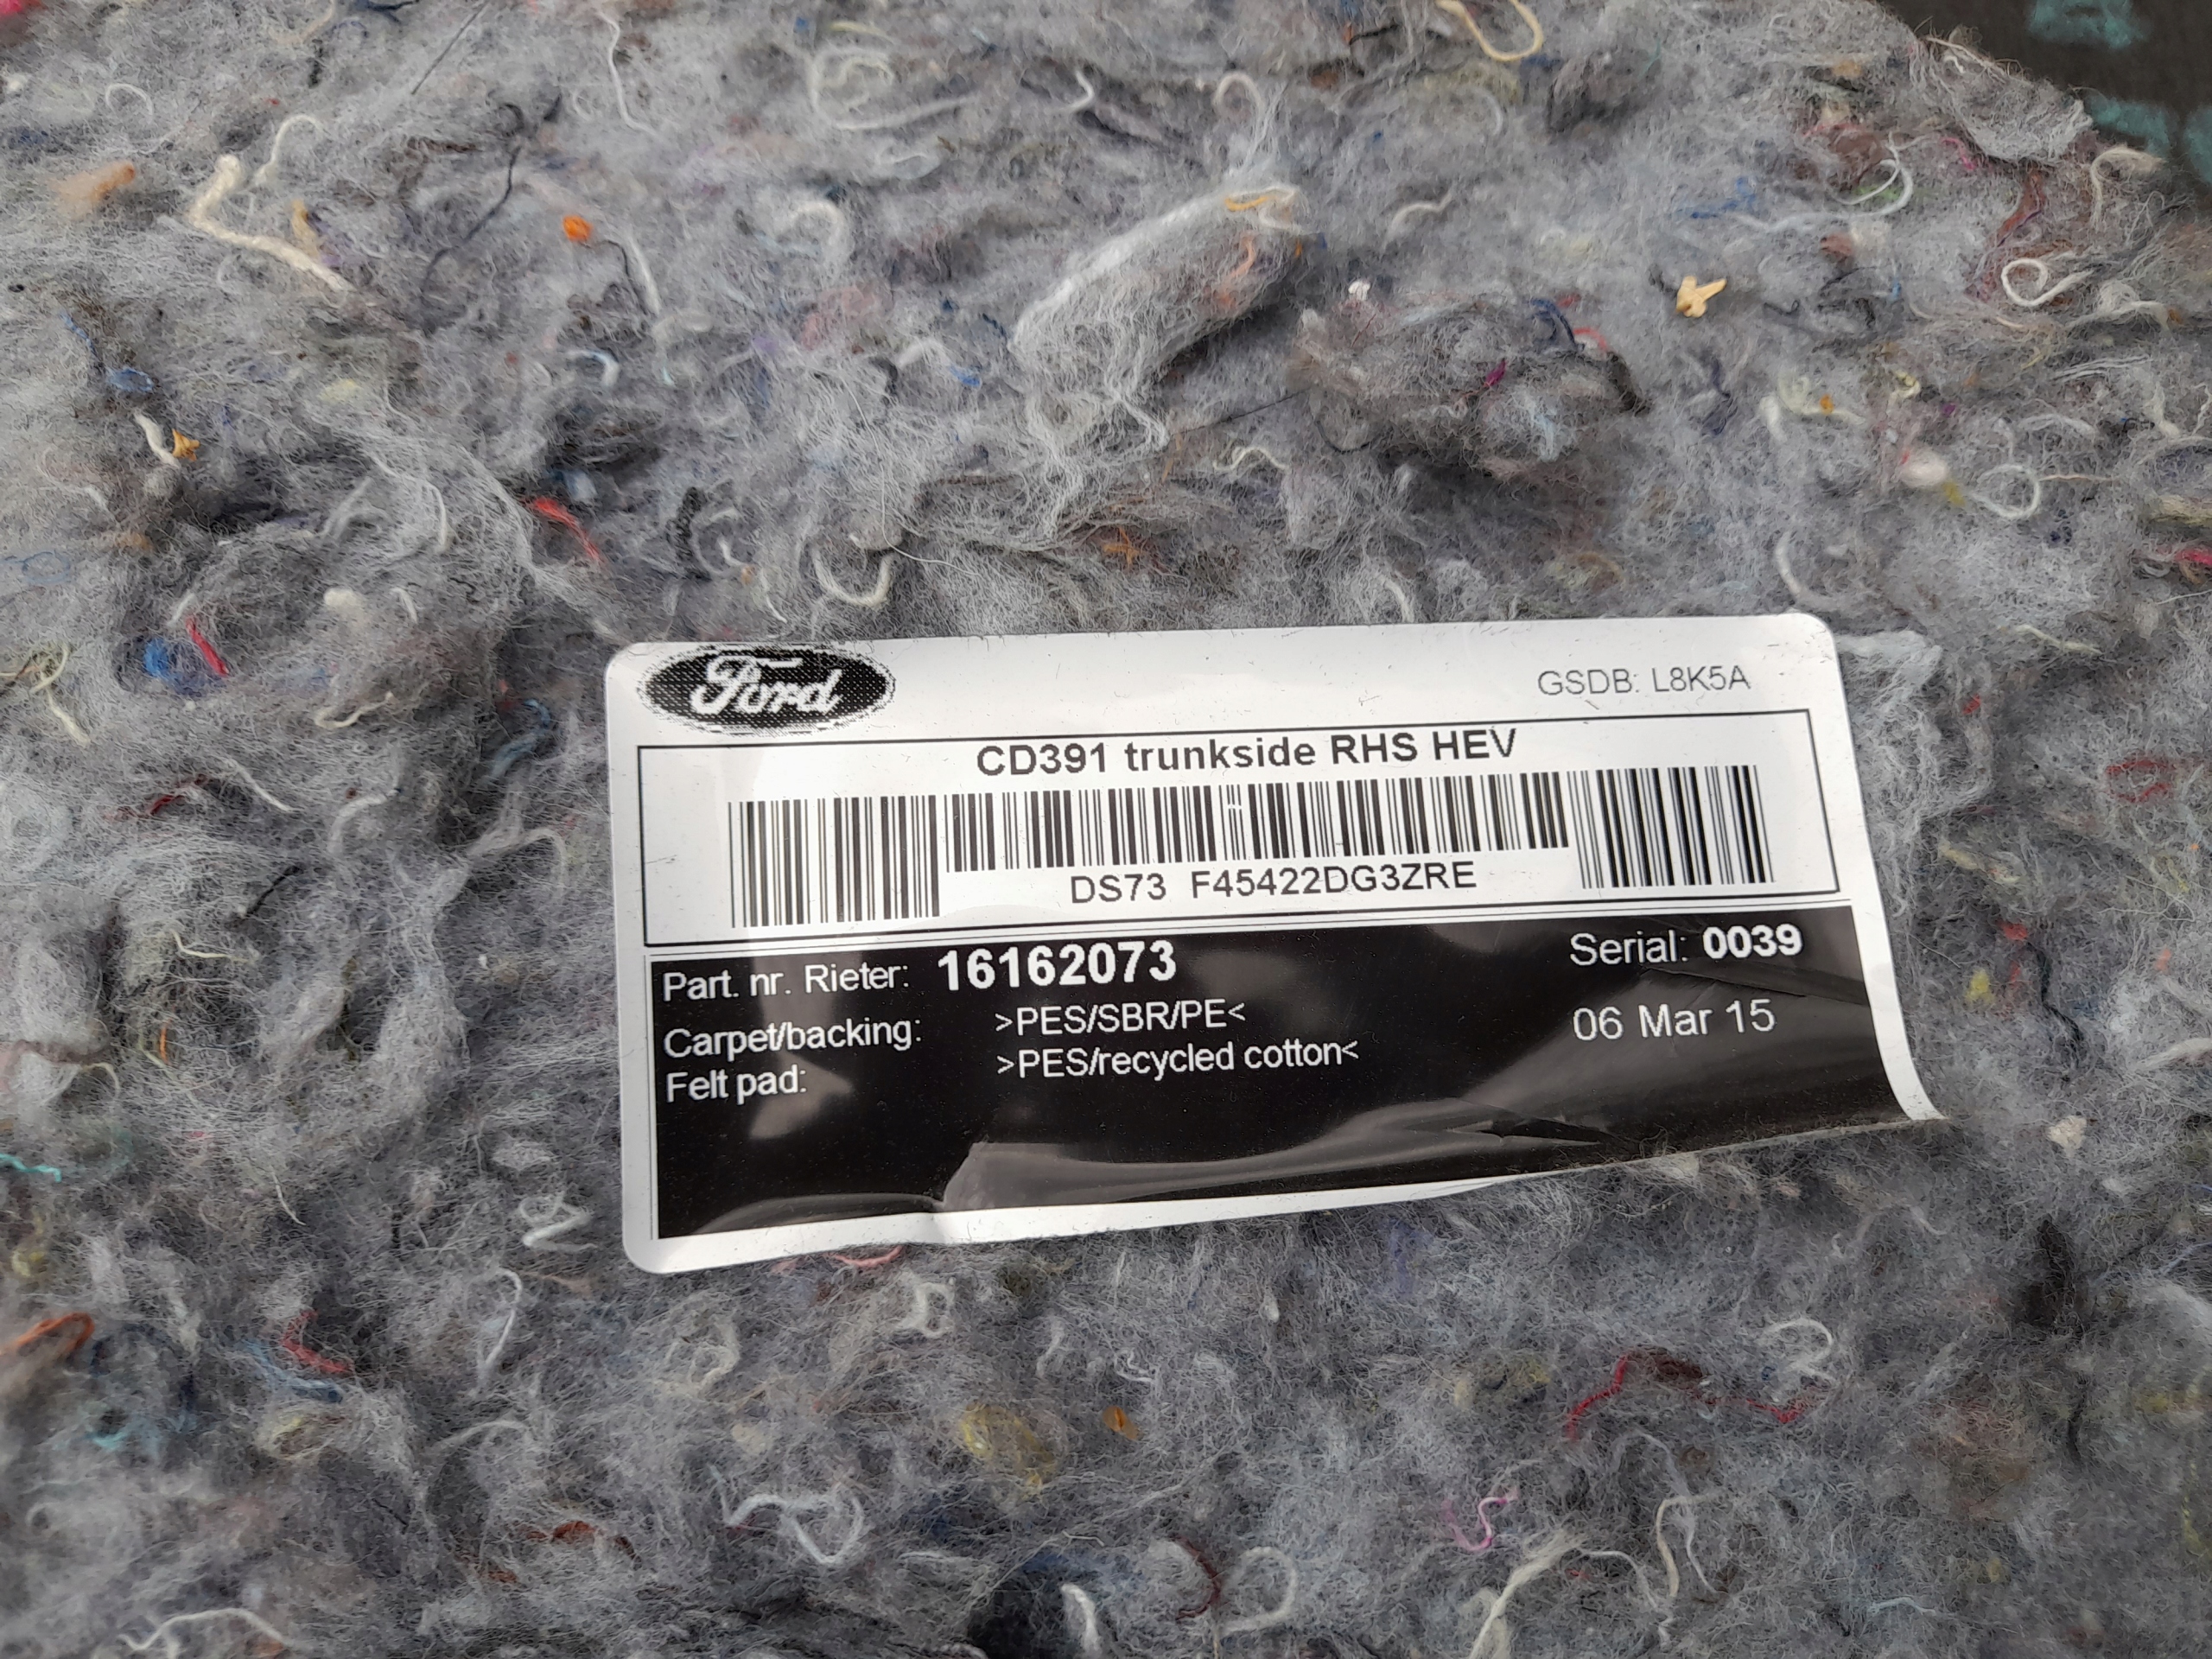 Ford
GSDB: L8K5A
CD391 trunkside RHS HEV
DS73 F45422DG3ZRE
Part. nr. Rieter: 16162073
Serial: 0039
Carpet/backing: >PES/SBR/PE<
06 Mar 15
Felt pad: >PES/recycled cotton<